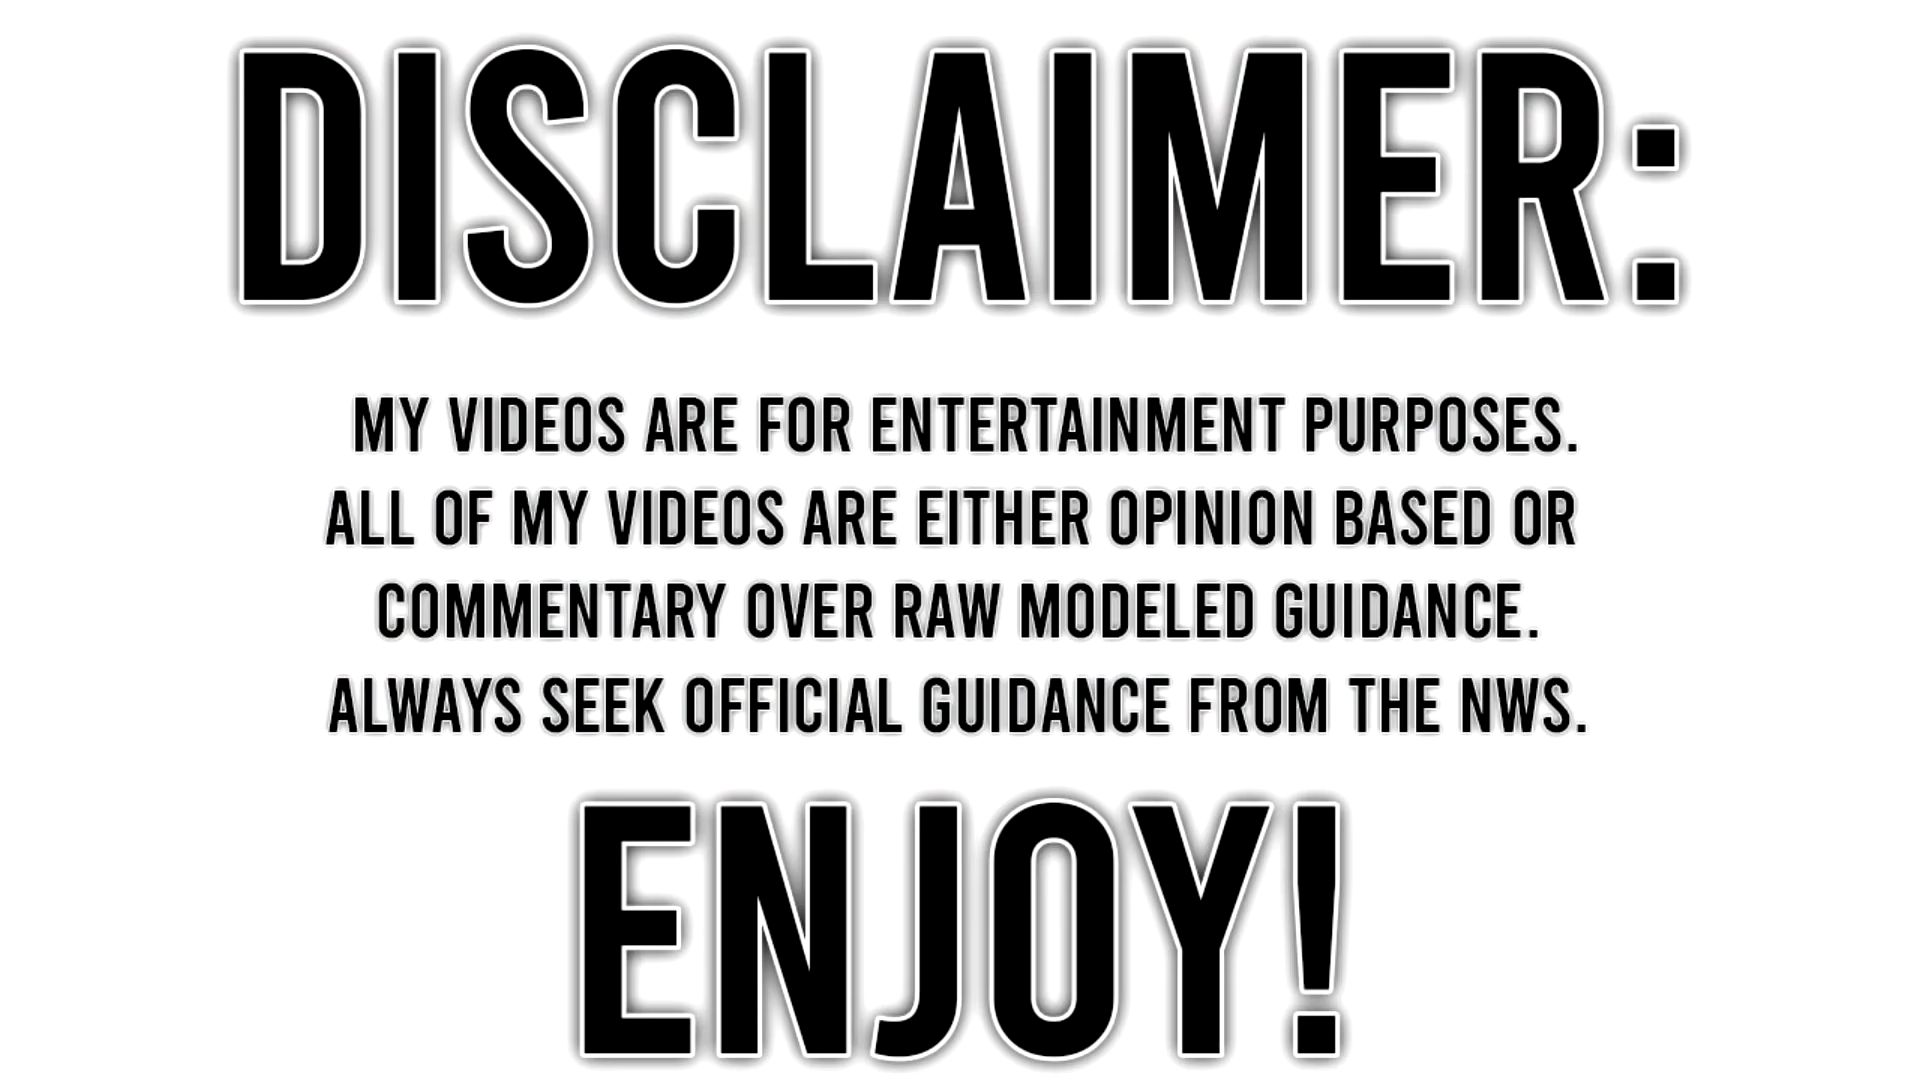 DISCLAIMER:
MY VIDEOS ARE FOR ENTERTAINMENT PURPOSES.
ALL OF MY VIDEOS ARE EITHER OPINION BASED OR
COMMENTARY OVER RAW MODELED GUIDANCE.
ALWAYS SEEK OFFICIAL GUIDANCE FROM THE NWS.
ENJOY!